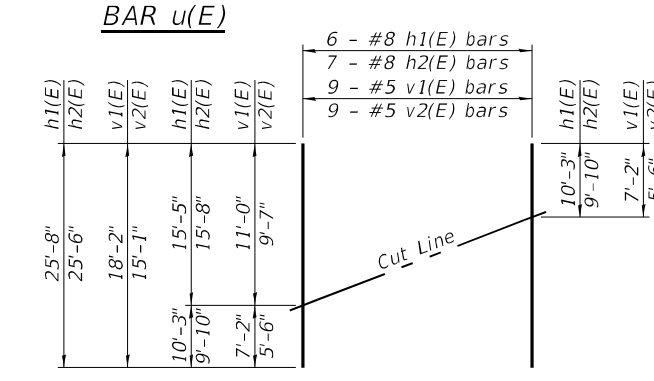 BAR u(E)
6 - #8 h1(E) bars
7 - #8 h2(E) bars
9 - #5 v1(E) bars
9 - #5 v2(E) bars
h1(E)
h2(E)
v1(E)
v2(E)
h1(E)
h2(E)
v1(E)
v2(E)
h1(E)
h2(E)
v1(E)
v2(E)
25'-8"
25'-6"
18'-2"
15'-1"
15'-5"
15'-8"
11'-0"
9'-7"
10'-3"
9'-10"
7'-2"
5'-6"
10'-3"
9'-10"
7'-2"
5'-6"
Cut Line